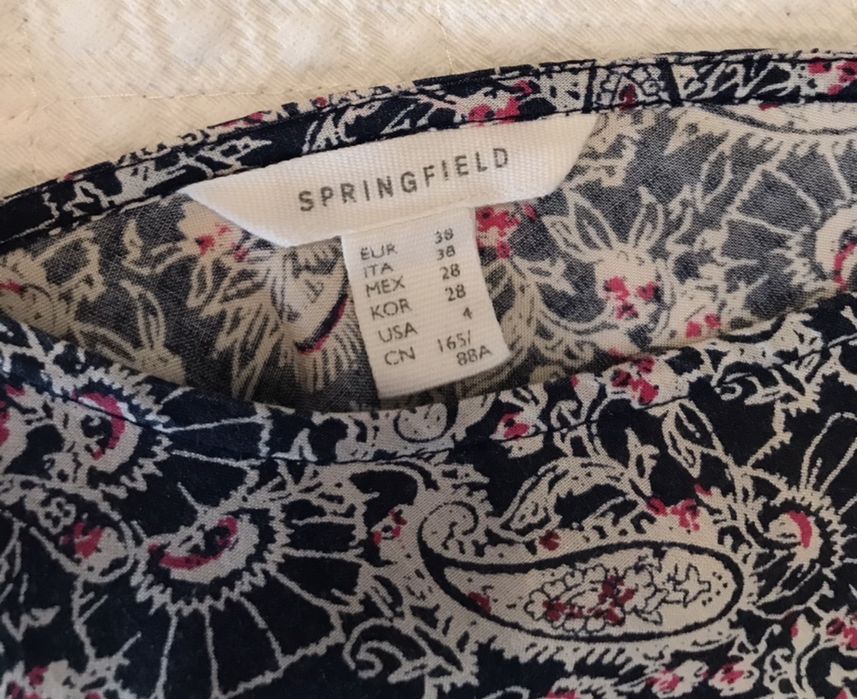 SPRINGFIELD
EUR 38
ITA 38
MEX 28
KOR 28
USA 4
CN 165/
88A